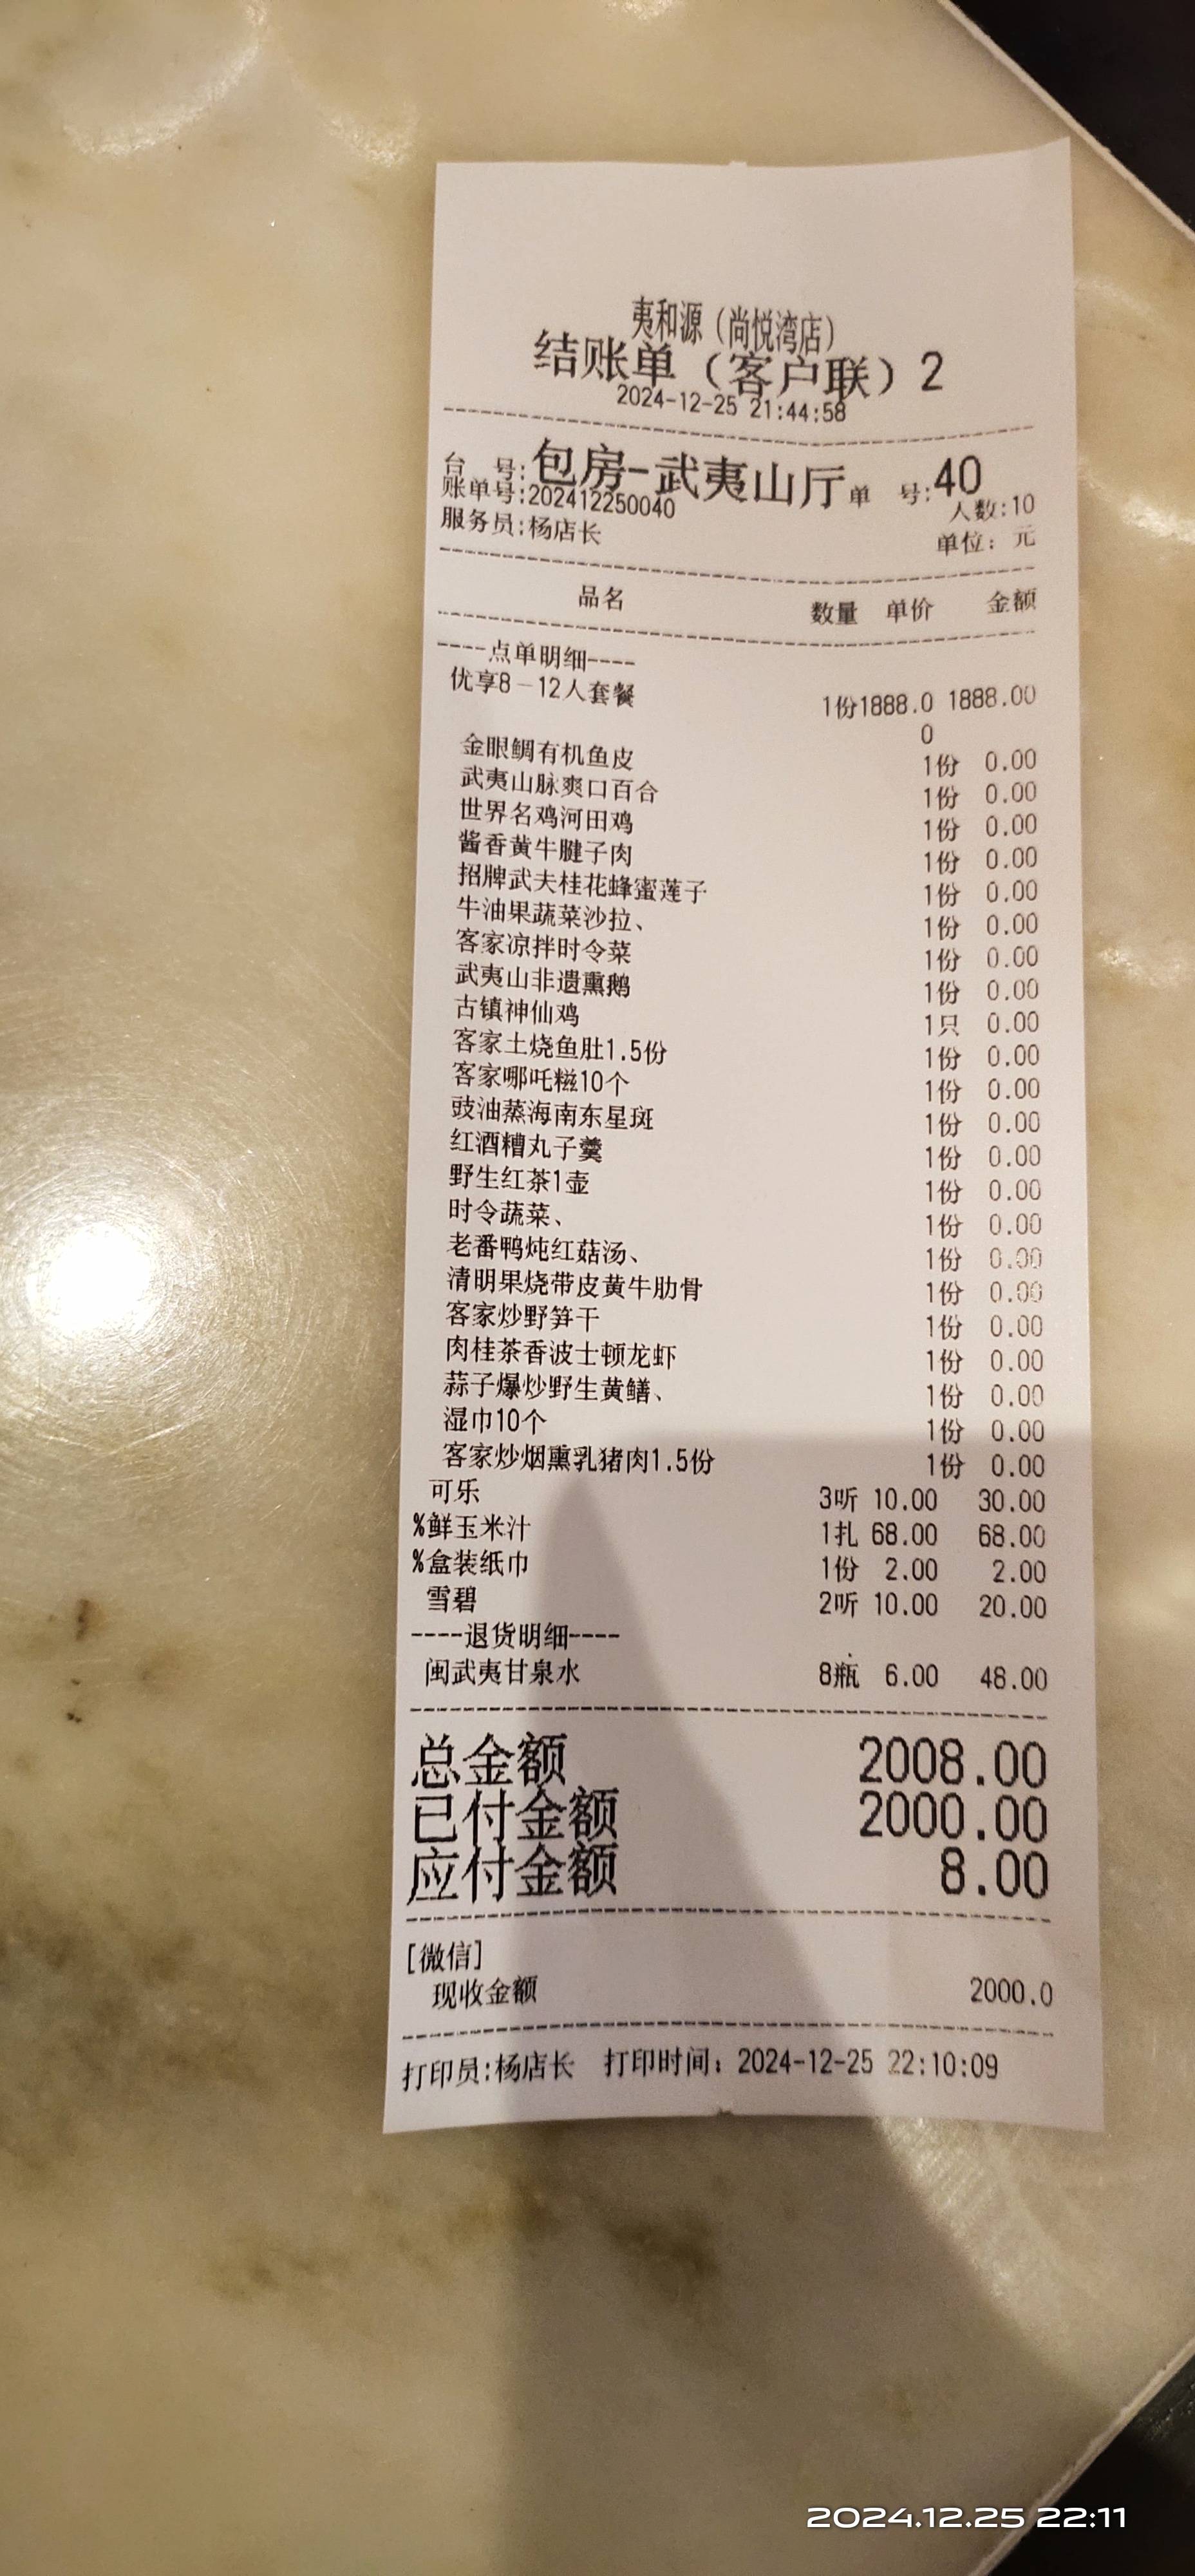 夷和源（尚悦湾店）
结账单（客户联）2
2024-12-25 21:44:58
台 号:包房-武夷山厅 单 号:40
账单号:202412250040 人数:10
服务员:杨店长 单位：元
品名 数量 单价 金额
----点单明细----
优享8－12人套餐 1份1888.0 1888.00
0
金眼鲷有机鱼皮 1份 0.00
武夷山脉爽口百合 1份 0.00
世界名鸡河田鸡 1份 0.00
酱香黄牛腱子肉 1份 0.00
招牌武夫桂花蜂蜜莲子 1份 0.00
牛油果蔬菜沙拉、 1份 0.00
客家凉拌时令菜 1份 0.00
武夷山非遗熏鹅 1份 0.00
古镇神仙鸡 1只 0.00
客家土烧鱼肚1.5份 1份 0.00
客家哪吒糍10个 1份 0.00
豉油蒸海南东星斑 1份 0.00
红酒糟丸子羹 1份 0.00
野生红茶1壶 1份 0.00
时令蔬菜、 1份 0.00
老番鸭炖红菇汤、 1份 0.00
清明果烧带皮黄牛肋骨 1份 0.00
客家炒野笋干 1份 0.00
肉桂茶香波士顿龙虾 1份 0.00
蒜子爆炒野生黄鳝、 1份 0.00
湿巾10个 1份 0.00
客家炒烟熏乳猪肉1.5份 1份 0.00
可乐 3听 10.00 30.00
%鲜玉米汁 1扎 68.00 68.00
%盒装纸巾 1份 2.00 2.00
雪碧 2听 10.00 20.00
----退货明细----
闽武夷甘泉水 8瓶 6.00 48.00
总金额 2008.00
已付金额 2000.00
应付金额 8.00
[微信]
现收金额 2000.0
打印员:杨店长 打印时间：2024-12-25 22:10:09
2024.12.25 22:11